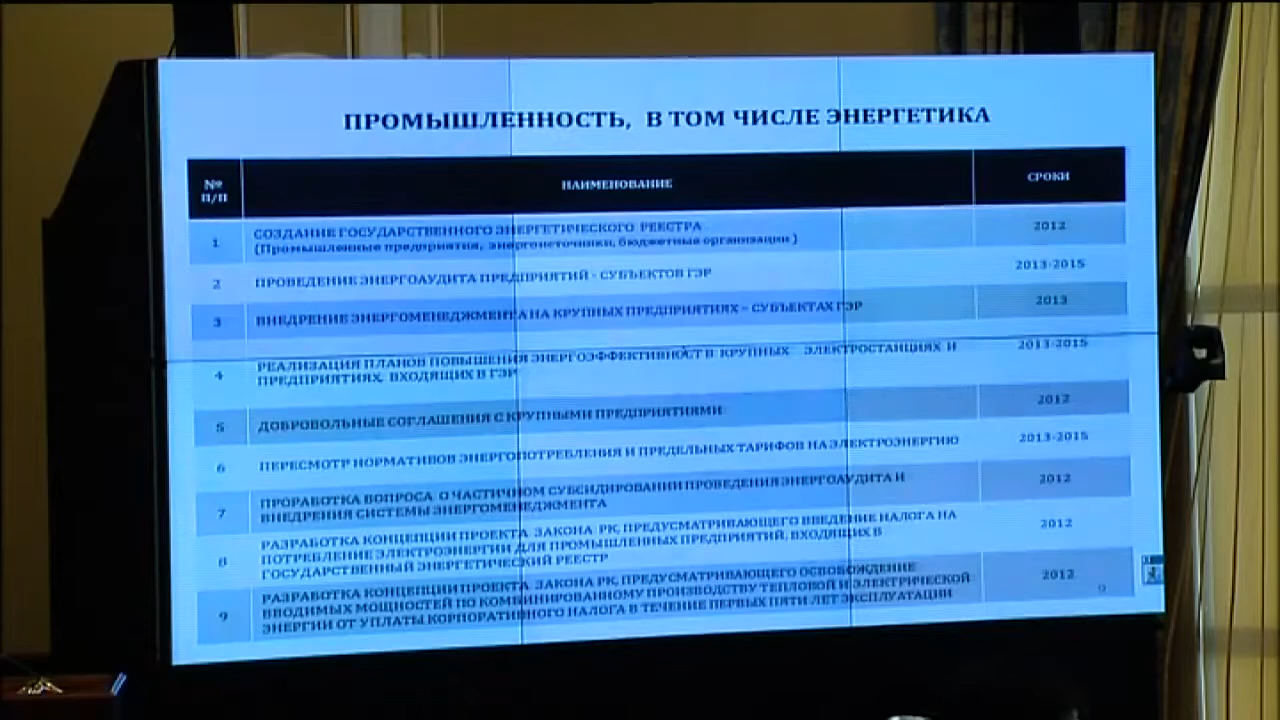 ПРОМЫШЛЕННОСТЬ, В ТОМ ЧИСЛЕ ЭНЕРГЕТИКА
№ П/П
НАИМЕНОВАНИЕ
СРОКИ
1
СОЗДАНИЕ ГОСУДАРСТВЕННОГО ЭНЕРГЕТИЧЕСКОГО РЕЕСТРА
(Промышленные предприятия, энергоисточники, бюджетные организации)
2012
2
ПРОВЕДЕНИЕ ЭНЕРГОАУДИТА ПРЕДПРИЯТИЙ - СУБЪЕКТОВ ГЭР
2013-2015
3
ВНЕДРЕНИЕ ЭНЕРГОМЕНЕДЖМЕНТА НА КРУПНЫХ ПРЕДПРИЯТИЯХ – СУБЪЕКТАХ ГЭР
2013
4
РЕАЛИЗАЦИЯ ПЛАНОВ ПОВЫШЕНИЯ ЭНЕРГОЭФФЕКТИВНОСТ В КРУПНЫХ ЭЛЕКТРОСТАНЦИЯХ И
ПРЕДПРИЯТИЯХ, ВХОДЯЩИХ В ГЭР
2013-2015
5
ДОБРОВОЛЬНЫЕ СОГЛАШЕНИЯ С КРУПНЫМИ ПРЕДПРИЯТИЯМИ
2012
6
ПЕРЕСМОТР НОРМАТИВОВ ЭНЕРГОПОТРЕБЛЕНИЯ И ПРЕДЕЛЬНЫХ ТАРИФОВ НА ЭЛЕКТРОЭНЕРГИЮ
2013-2015
7
ПРОРАБОТКА ВОПРОСА О ЧАСТИЧНОМ СУБСИДИРОВАНИИ ПРОВЕДЕНИЯ ЭНЕРГОАУДИТА И
ВНЕДРЕНИЯ СИСТЕМЫ ЭНЕРГОМЕНЕДЖМЕНТА
2012
8
РАЗРАБОТКА КОНЦЕПЦИИ ПРОЕКТА ЗАКОНА РК, ПРЕДУСМАТРИВАЮЩЕГО ВВЕДЕНИЕ НАЛОГА НА
ПОТРЕБЛЕНИЕ ЭЛЕКТРОЭНЕРГИИ ДЛЯ ПРОМЫШЛЕННЫХ ПРЕДПРИЯТИЙ, ВХОДЯЩИХ В
ГОСУДАРСТВЕННЫЙ ЭНЕРГЕТИЧЕСКИЙ РЕЕСТР
2012
9
РАЗРАБОТКА КОНЦЕПЦИИ ПРОЕКТА ЗАКОНА РК, ПРЕДУСМАТРИВАЮЩЕГО ОСВОБОЖДЕНИЕ
ВВОДИМЫХ МОЩНОСТЕЙ ПО КОМБИНИРОВАННОМУ ПРОИЗВОДСТВУ ТЕПЛОВОЙ И ЭЛЕКТРИЧЕСКОЙ
ЭНЕРГИИ ОТ УПЛАТЫ КОРПОРАТИВНОГО НАЛОГА В ТЕЧЕНИЕ ПЕРВЫХ ПЯТИ ЛЕТ ЭКСПЛУАТАЦИИ
2012
9